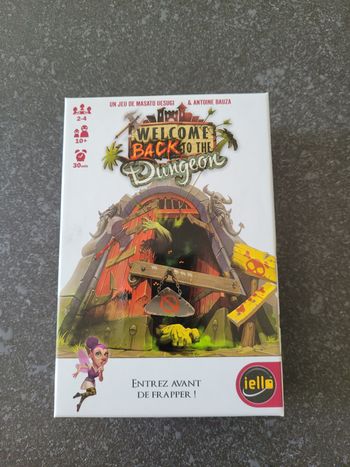 UN JEU DE MASATO UESUGI & ANTOINE BAUZA
2-4
10+
30min
WELCOME
BACK TO THE
Dungeon
ENTREZ AVANT
DE FRAPPER !
iello